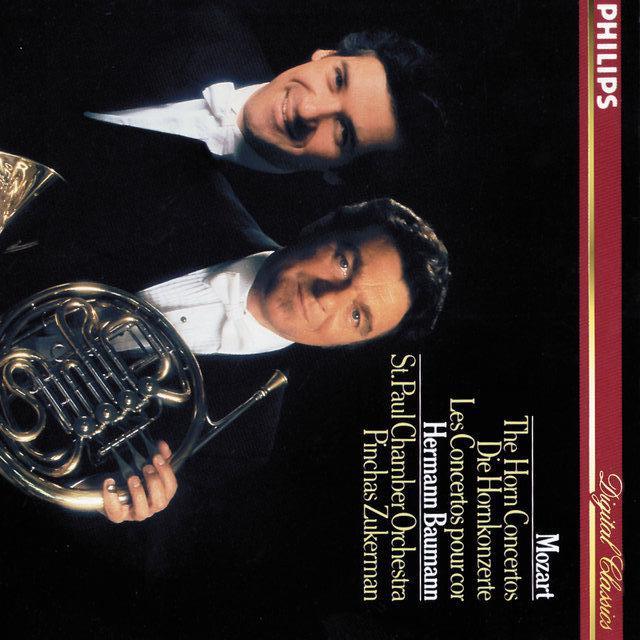 PHILIPS
Digital Classics
Mozart
The Horn Concertos
Die Hornkonzerte
Les Concertos pour cor
Hermann Baumann
St. Paul Chamber Orchestra
Pinchas Zukerman